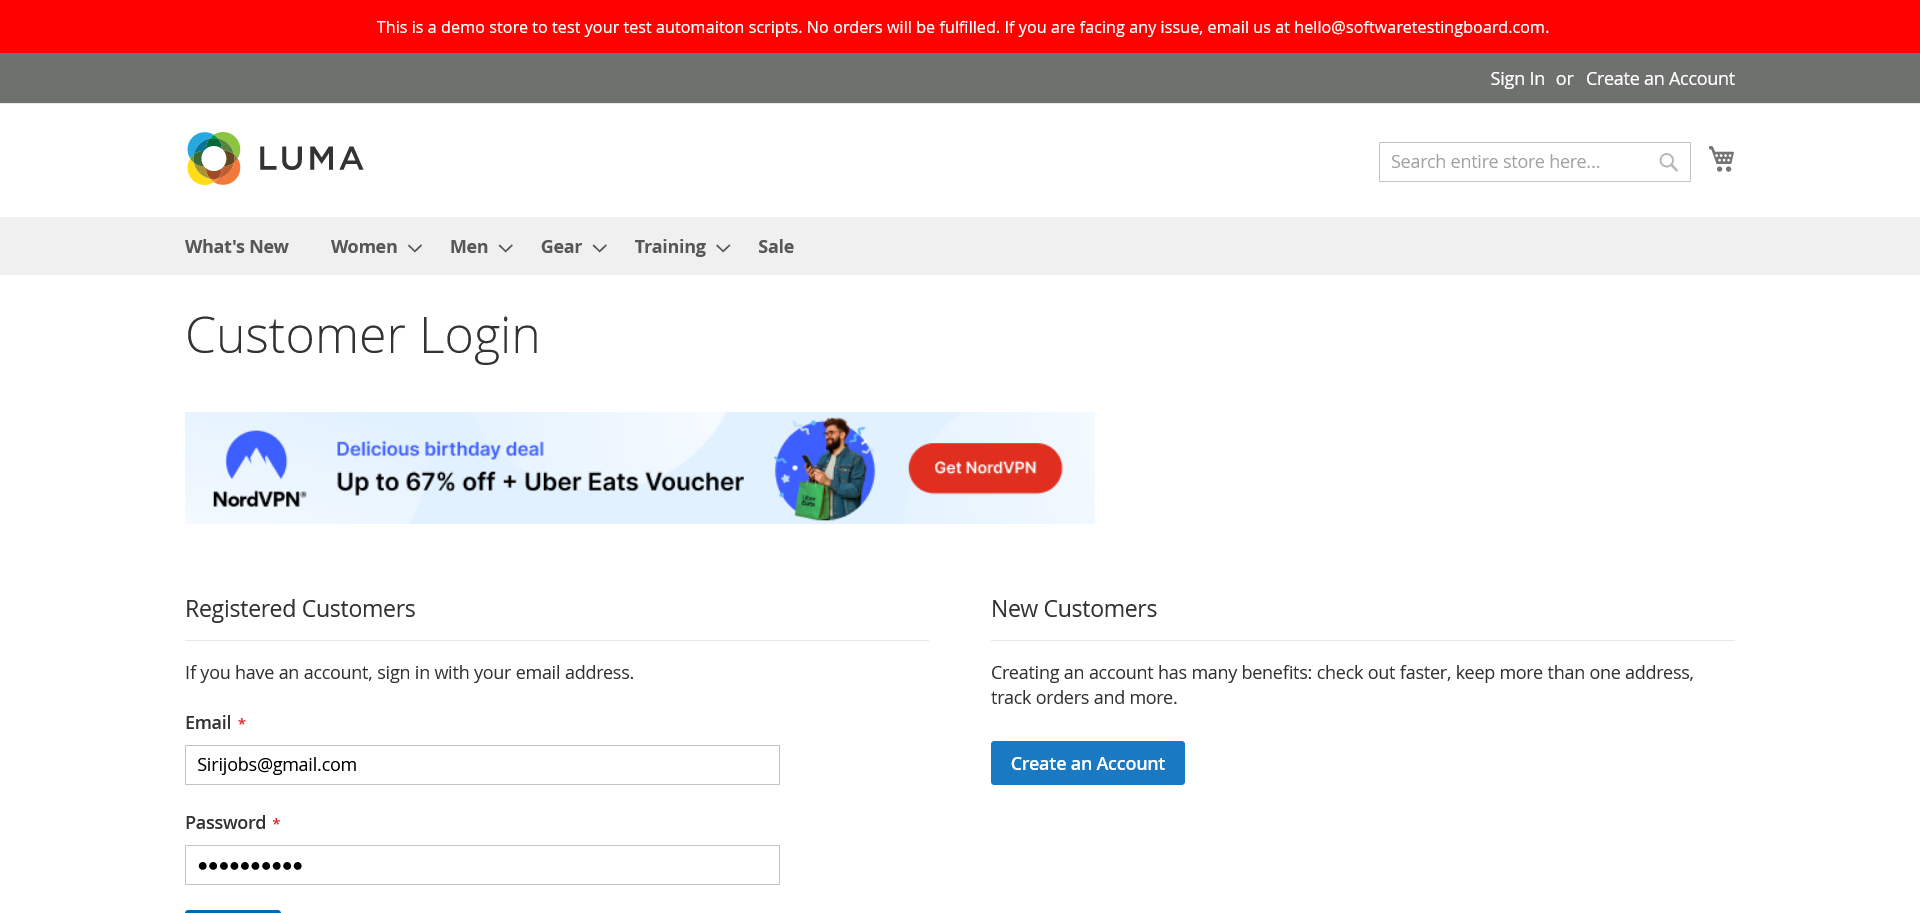 This is a demo store to test your test automaiton scripts. No orders will be fulfilled. If you are facing any issue, email us at hello@softwaretestingboard.com.
Sign In or Create an Account
LUMA
Search entire store here...
What's New Women Men Gear Training Sale
Customer Login
Delicious birthday deal
Up to 67% off + Uber Eats Voucher
NordVPN®
Uber Eats
Get NordVPN
Registered Customers
If you have an account, sign in with your email address.
Email *
Sirijobs@gmail.com
Password *
••••••••••
New Customers
Creating an account has many benefits: check out faster, keep more than one address,
track orders and more.
Create an Account